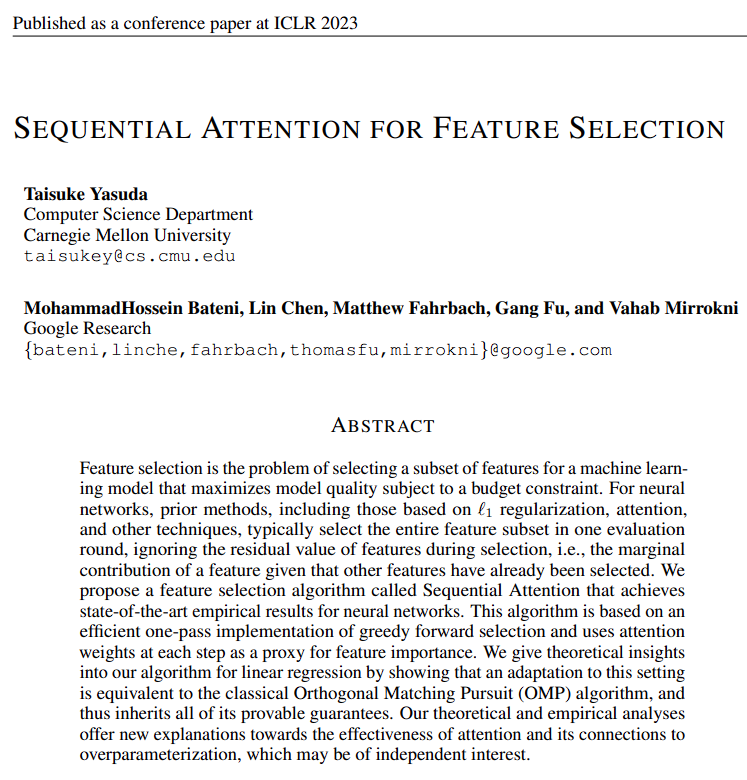 Published as a conference paper at ICLR 2023
SEQUENTIAL ATTENTION FOR FEATURE SELECTION
Taisuke Yasuda
Computer Science Department
Carnegie Mellon University
taisukey@cs.cmu.edu
MohammadHossein Bateni, Lin Chen, Matthew Fahrbach, Gang Fu, and Vahab Mirrokni
Google Research
{bateni,linche,fahrbach,thomasfu,mirrokni}@google.com
ABSTRACT
Feature selection is the problem of selecting a subset of features for a machine learn-
ing model that maximizes model quality subject to a budget constraint. For neural
networks, prior methods, including those based on ℓ1 regularization, attention,
and other techniques, typically select the entire feature subset in one evaluation
round, ignoring the residual value of features during selection, i.e., the marginal
contribution of a feature given that other features have already been selected. We
propose a feature selection algorithm called Sequential Attention that achieves
state-of-the-art empirical results for neural networks. This algorithm is based on an
efficient one-pass implementation of greedy forward selection and uses attention
weights at each step as a proxy for feature importance. We give theoretical insights
into our algorithm for linear regression by showing that an adaptation to this setting
is equivalent to the classical Orthogonal Matching Pursuit (OMP) algorithm, and
thus inherits all of its provable guarantees. Our theoretical and empirical analyses
offer new explanations towards the effectiveness of attention and its connections to
overparameterization, which may be of independent interest.